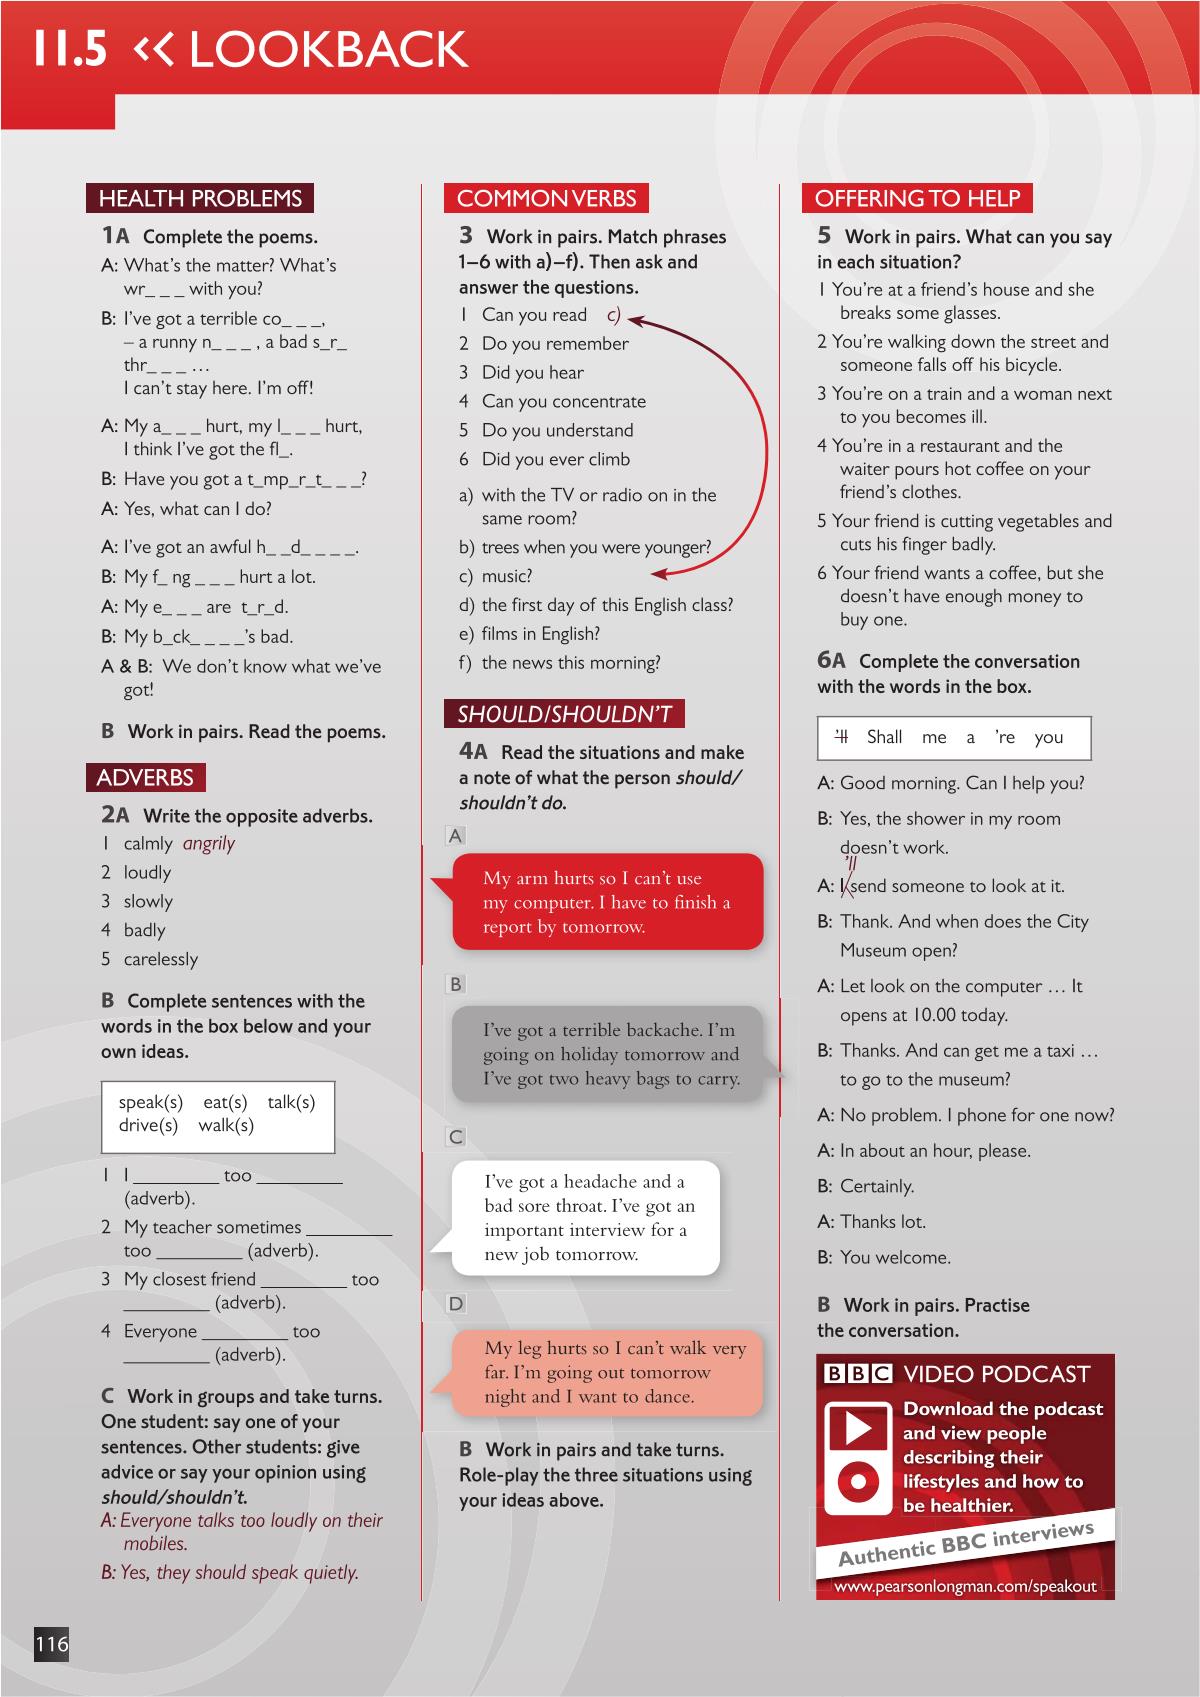 11.5 << LOOKBACK
HEALTH PROBLEMS
1A Complete the poems.
A: What's the matter? What's
wr_ _ _ with you?
B: I've got a terrible co_ _ _,
– a runny n_ _ _ , a bad s_r_
thr_ _ _ …
I can't stay here. I'm off!
A: My a_ _ _ hurt, my l_ _ _ hurt,
I think I've got the fl_.
B: Have you got a t_mp_r_t_ _ _?
A: Yes, what can I do?
A: I've got an awful h_ _d_ _ _ _.
B: My f_ ng _ _ _ hurt a lot.
A: My e_ _ _ are t_r_d.
B: My b_ck_ _ _ _'s bad.
A & B: We don't know what we've
got!
B Work in pairs. Read the poems.
ADVERBS
2A Write the opposite adverbs.
1 calmly angrily
2 loudly
3 slowly
4 badly
5 carelessly
B Complete sentences with the
words in the box below and your
own ideas.
speak(s) eat(s) talk(s)
drive(s) walk(s)
1 I _________ too _________
(adverb).
2 My teacher sometimes _________
too _________ (adverb).
3 My closest friend _________ too
_________ (adverb).
4 Everyone _________ too
_________ (adverb).
C Work in groups and take turns.
One student: say one of your
sentences. Other students: give
advice or say your opinion using
should/shouldn't.
A: Everyone talks too loudly on their
mobiles.
B: Yes, they should speak quietly.
116
COMMON VERBS
3 Work in pairs. Match phrases
1–6 with a)–f). Then ask and
answer the questions.
1 Can you read c)
2 Do you remember
3 Did you hear
4 Can you concentrate
5 Do you understand
6 Did you ever climb
a) with the TV or radio on in the
same room?
b) trees when you were younger?
c) music?
d) the first day of this English class?
e) films in English?
f) the news this morning?
SHOULD/SHOULDN'T
4A Read the situations and make
a note of what the person should/
shouldn't do.
A
My arm hurts so I can't use
my computer. I have to finish a
report by tomorrow.
B
I've got a terrible backache. I'm
going on holiday tomorrow and
I've got two heavy bags to carry.
C
I've got a headache and a
bad sore throat. I've got an
important interview for a
new job tomorrow.
D
My leg hurts so I can't walk very
far. I'm going out tomorrow
night and I want to dance.
B Work in pairs and take turns.
Role-play the three situations using
your ideas above.
OFFERING TO HELP
5 Work in pairs. What can you say
in each situation?
1 You're at a friend's house and she
breaks some glasses.
2 You're walking down the street and
someone falls off his bicycle.
3 You're on a train and a woman next
to you becomes ill.
4 You're in a restaurant and the
waiter pours hot coffee on your
friend's clothes.
5 Your friend is cutting vegetables and
cuts his finger badly.
6 Your friend wants a coffee, but she
doesn't have enough money to
buy one.
6A Complete the conversation
with the words in the box.
'll Shall me a 're you
A: Good morning. Can I help you?
B: Yes, the shower in my room
doesn't work.
'll
A: I send someone to look at it.
B: Thank. And when does the City
Museum open?
A: Let look on the computer … It
opens at 10.00 today.
B: Thanks. And can get me a taxi …
to go to the museum?
A: No problem. I phone for one now?
A: In about an hour, please.
B: Certainly.
A: Thanks lot.
B: You welcome.
B Work in pairs. Practise
the conversation.
BBC VIDEO PODCAST
Download the podcast
and view people
describing their
lifestyles and how to
be healthier.
Authentic BBC interviews
www.pearsonlongman.com/speakout